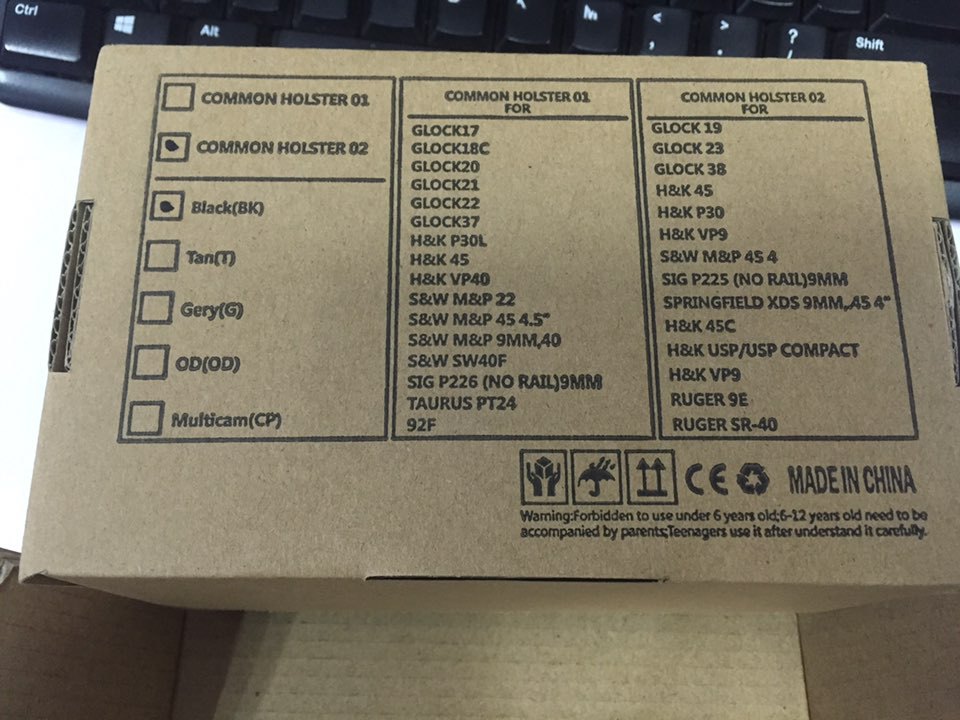 Ctrl
Alt
M
<
,
>
.
?
/
Shift
COMMON HOLSTER 01
COMMON HOLSTER 02
Black(BK)
Tan(T)
Gery(G)
OD(OD)
Multicam(CP)
COMMON HOLSTER 01
FOR
GLOCK17
GLOCK18C
GLOCK20
GLOCK21
GLOCK22
GLOCK37
H&K P30L
H&K 45
H&K VP40
S&W M&P 22
S&W M&P 45 4.5"
S&W M&P 9MM,40
S&W SW40F
SIG P226 (NO RAIL)9MM
TAURUS PT24
92F
COMMON HOLSTER 02
FOR
GLOCK 19
GLOCK 23
GLOCK 38
H&K 45
H&K P30
H&K VP9
S&W M&P 45 4
SIG P225 (NO RAIL)9MM
SPRINGFIELD XDS 9MM,.45 4"
H&K 45C
H&K USP/USP COMPACT
H&K VP9
RUGER 9E
RUGER SR-40
CE MADE IN CHINA
Warning:Forbidden to use under 6 years old;6-12 years old need to be
accompanied by parents;Teenagers use it after understand it carefully.